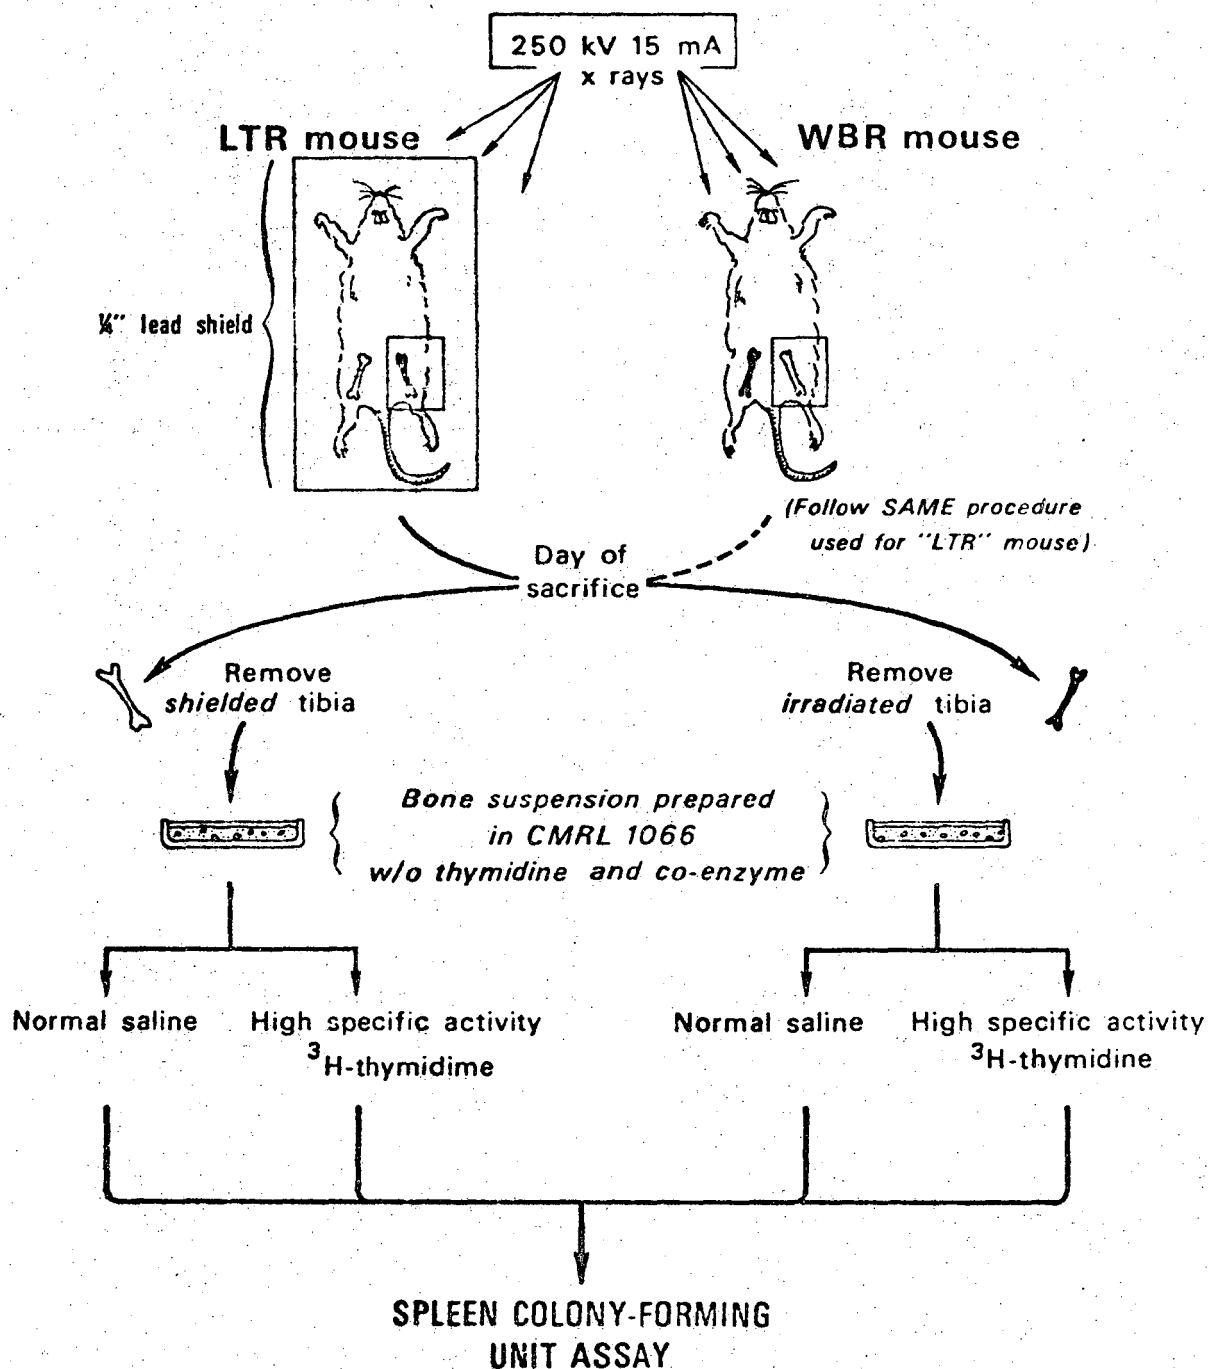 250 kV 15 mA
x rays
LTR mouse
WBR mouse
¼" lead shield
(Follow SAME procedure
used for "LTR" mouse)
Day of
sacrifice
Remove
shielded tibia
Remove
irradiated tibia
Bone suspension prepared
in CMRL 1066
w/o thymidine and co-enzyme
Normal saline
High specific activity
³H-thymidime
Normal saline
High specific activity
³H-thymidine
SPLEEN COLONY-FORMING
UNIT ASSAY